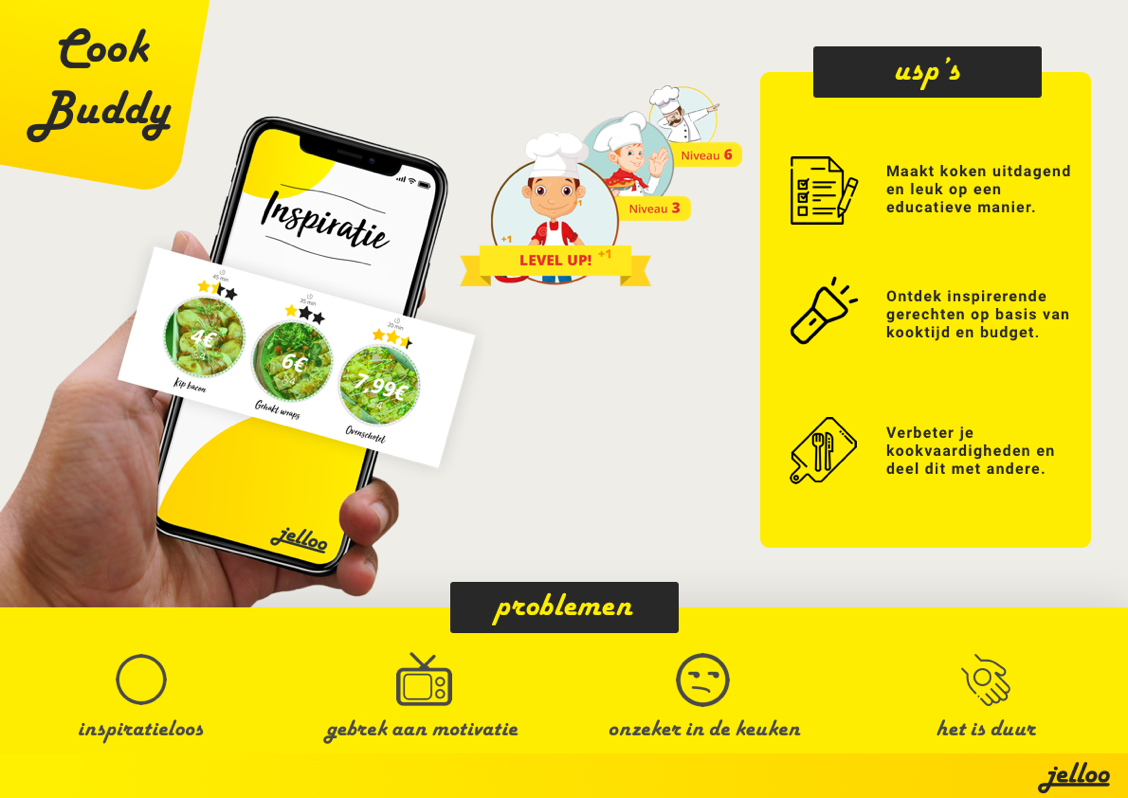 Cook
Buddy
usp's
Niveau 6
Niveau 3
+1
+1
LEVEL UP! +1
Maakt koken uitdagend
en leuk op een
educatieve manier.
Ontdek inspirerende
gerechten op basis van
kooktijd en budget.
Verbeter je
kookvaardigheden en
deel dit met andere.
Inspiratie
45 min
35 min
20 min
4€
6€
7,99€
Kip bacon
Gehakt wraps
Ovenschotel
jelloo
problemen
inspiratieloos
gebrek aan motivatie
onzeker in de keuken
het is duur
jelloo